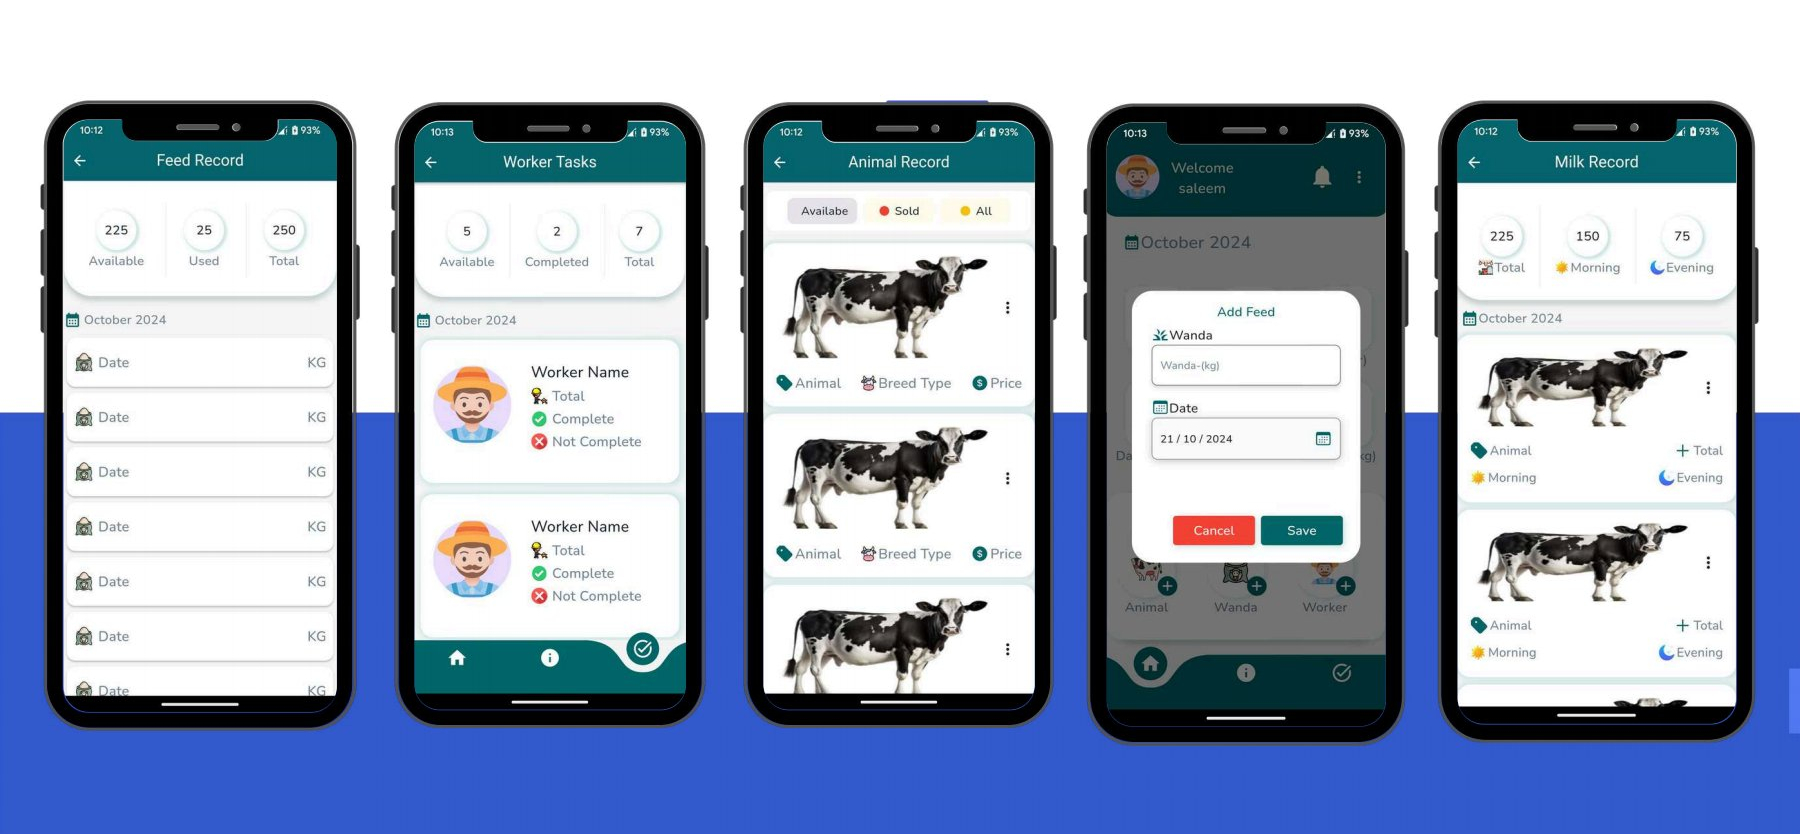 10:12
93%
Feed Record
225
25
250
Available
Used
Total
October 2024
Date KG
Date KG
Date KG
Date KG
Date KG
Date KG
Date KG
10:13
93%
Worker Tasks
5
2
7
Available
Completed
Total
October 2024
Worker Name
Total
Complete
Not Complete
Worker Name
Total
Complete
Not Complete
10:12
93%
Animal Record
Availabe
Sold
All
Animal
Breed Type
Price
Animal
Breed Type
Price
10:13
93%
Welcome
saleem
October 2024
Add Feed
Wanda
Wanda-(kg)
Date
21 / 10 / 2024
Cancel
Save
Da
kg)
Animal
Wanda
Worker
10:12
93%
Milk Record
225
150
75
Total
Morning
Evening
October 2024
Animal
Total
Morning
Evening
Animal
Total
Morning
Evening